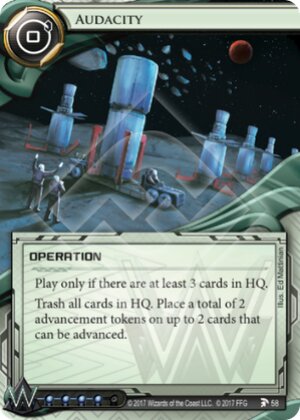 0
AUDACITY
OPERATION
Play only if there are at least 3 cards in HQ.
Trash all cards in HQ. Place a total of 2
advancement tokens on up to 2 cards that
can be advanced.
Illus. Ed Mattinian
© 2017 Wizards of the Coast LLC. © 2017 FFG
58